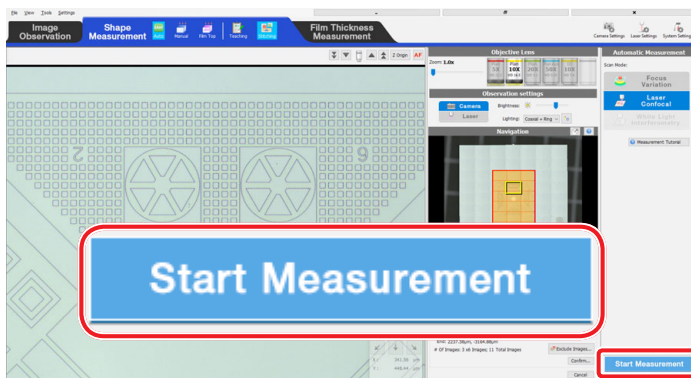 File View Tools Settings
Image Observation
Shape Measurement
Auto
Manual
Film Top
Teaching
Stitching
Film Thickness Measurement
Camera Settings
Laser Settings
System Settings
Z Origin
AF
Objective Lens
Zoom: 1.0x
10X
Observation settings
Camera
Laser
Brightness:
Lighting: Coaxial + Ring
Navigation
Automatic Measurement
Scan Mode:
Focus Variation
Laser Confocal
White Light Interferometry
Measurement Tutorial
2
9
Start Measurement
# Of Images: 3 x6 Images; 11 Total Images
Exclude Images...
Confirm...
Cancel
Start Measurement